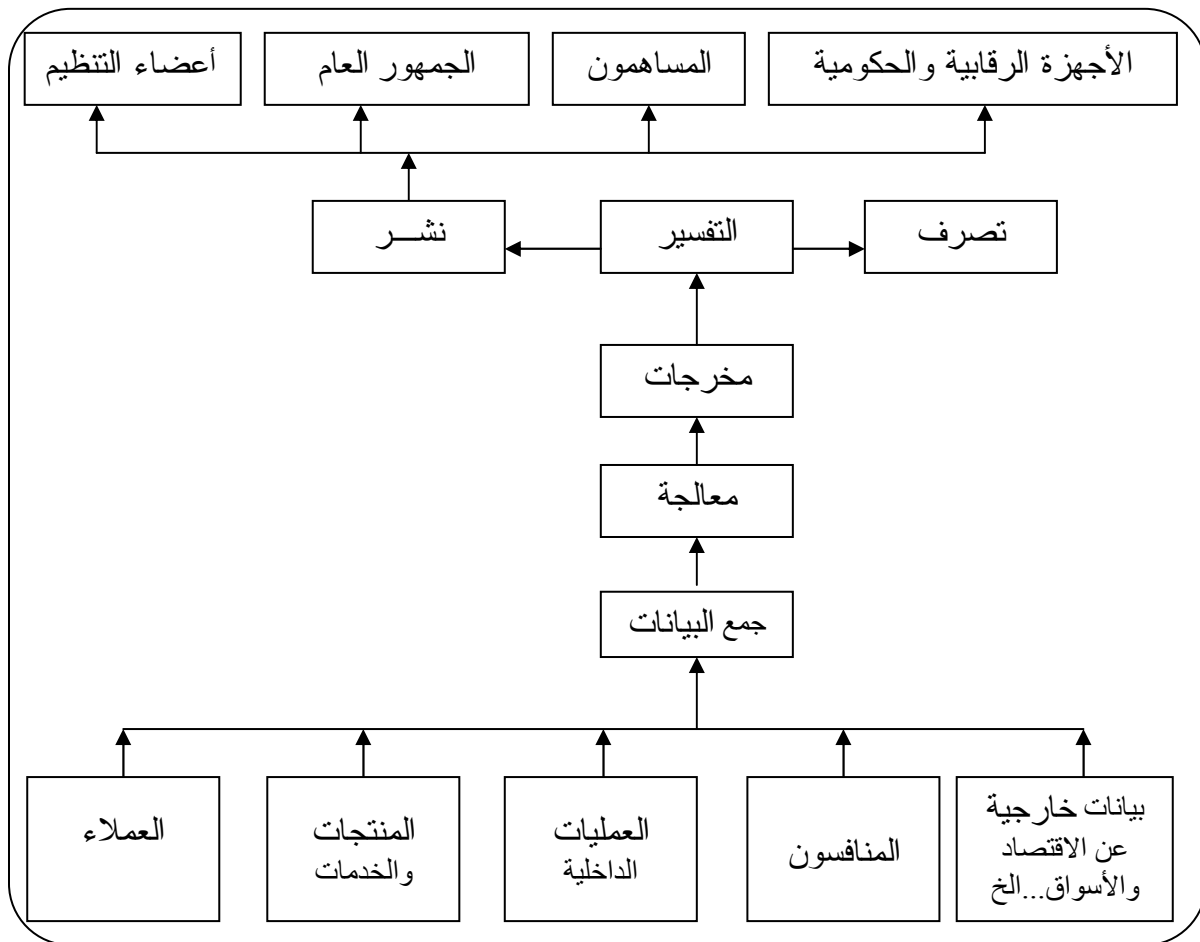 الأجهزة الرقابية والحكومية
المساهمون
الجمهور العام
أعضاء التنظيم
تصرف
التفسير
نشـــر
مخرجات
معالجة
جمع البيانات
بيانات خارجية
عن الاقتصاد
والأسواق...الخ
المنافسون
العمليات
الداخلية
المنتجات
والخدمات
العملاء